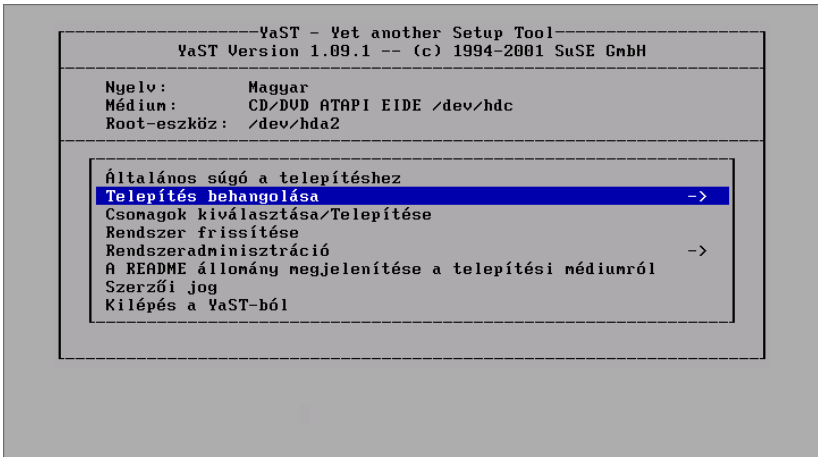 YaST - Yet another Setup Tool
YaST Version 1.09.1 -- (c) 1994-2001 SuSE GmbH
Nyelv: Magyar
Médium: CD/DVD ATAPI EIDE /dev/hdc
Root-eszköz: /dev/hda2
Általános súgó a telepítéshez
Telepítés behangolása ->
Csomagok kiválasztása/Telepítése
Rendszer frissítése
Rendszeradminisztráció ->
A README állomány megjelenítése a telepítési médiumról
Szerzői jog
Kilépés a YaST-ból